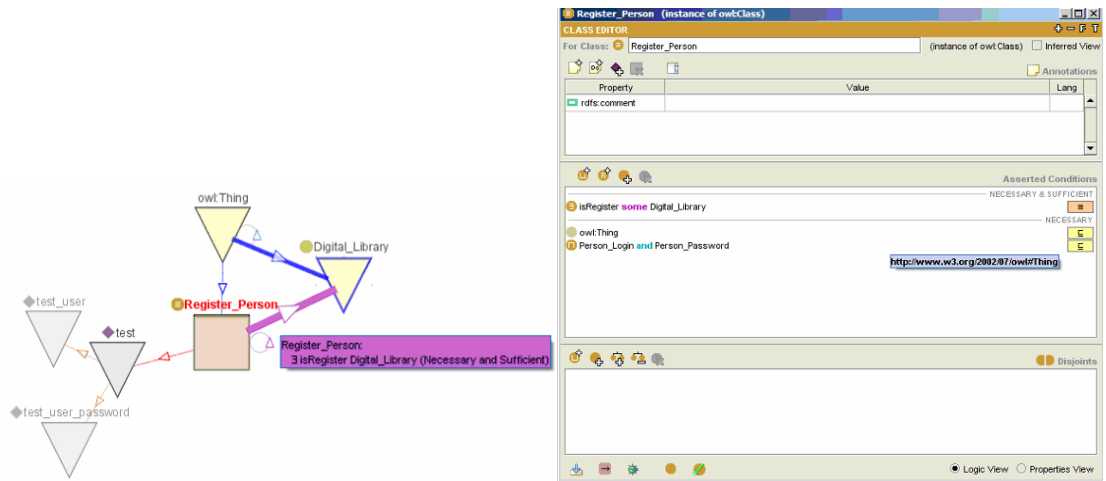 owl:Thing
Digital_Library
test_user
Register_Person
test
Register_Person:
∃ isRegister Digital_Library (Necessary and Sufficient)
test_user_password
Register_Person (instance of owl:Class)
CLASS EDITOR
For Class: Register_Person (instance of owl:Class) Inferred View
Annotations
Property Value Lang
rdfs:comment
Asserted Conditions
NECESSARY & SUFFICIENT
isRegister some Digital_Library
NECESSARY
owl:Thing
Person_Login and Person_Password
http://www.w3.org/2002/07/owl#Thing
Disjoints
Logic View Properties View